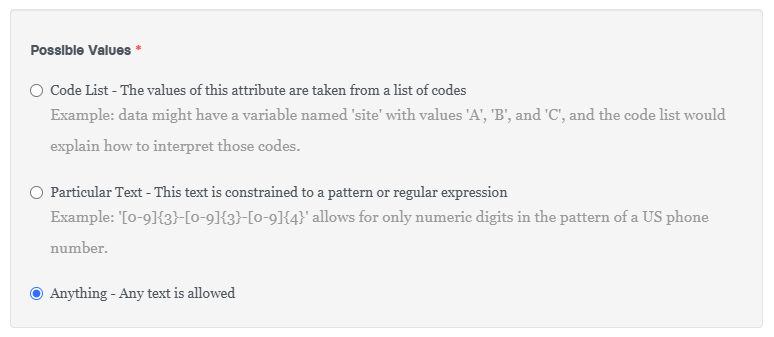 Possible Values *
Code List - The values of this attribute are taken from a list of codes
Example: data might have a variable named 'site' with values 'A', 'B', and 'C', and the code list would
explain how to interpret those codes.
Particular Text - This text is constrained to a pattern or regular expression
Example: '[0-9]{3}-[0-9]{3}-[0-9]{4}' allows for only numeric digits in the pattern of a US phone
number.
Anything - Any text is allowed